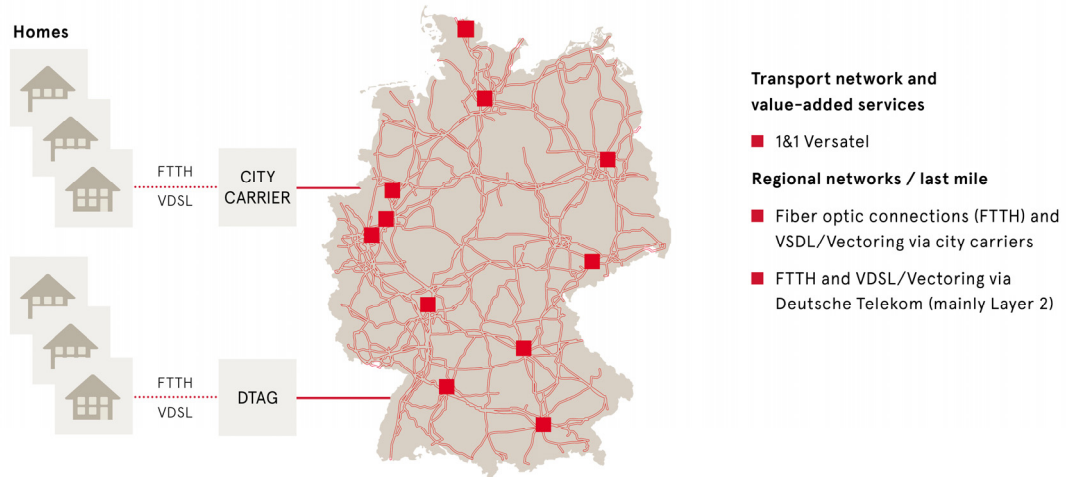 Homes
FTTH
VDSL
CITY
CARRIER
FTTH
VDSL
DTAG
Transport network and
value-added services
1&1 Versatel
Regional networks / last mile
Fiber optic connections (FTTH) and
VSDL/Vectoring via city carriers
FTTH and VDSL/Vectoring via
Deutsche Telekom (mainly Layer 2)